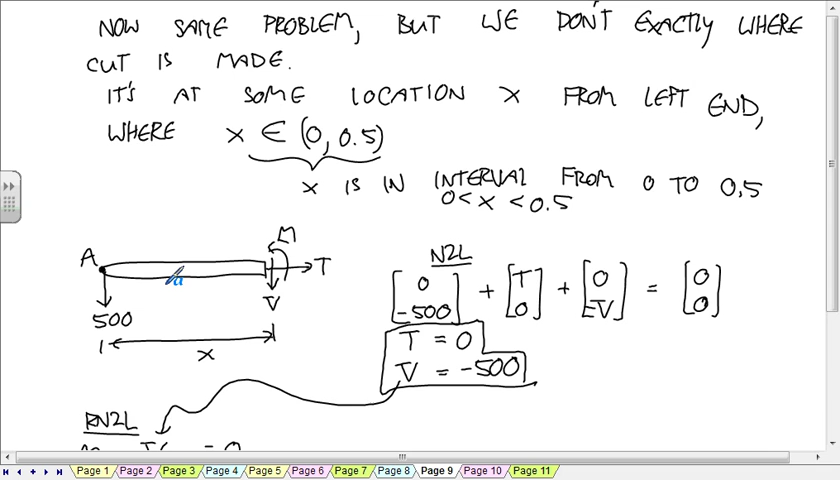 NOW SAME PROBLEM, BUT WE DON'T EXACTLY WHERE
CUT IS MADE.
IT'S AT SOME LOCATION X FROM LEFT END,
WHERE X ∈ (0, 0.5)
X IS IN INTERVAL FROM 0 TO 0.5
0 < X < 0.5
A
M
T
V
500
X
N2L
[0 -500] + [T 0] + [0 -V] = [0 0]
T = 0
V = -500
RN2L
= 0
Page 1 Page 2 Page 3 Page 4 Page 5 Page 6 Page 7 Page 8 Page 9 Page 10 Page 11